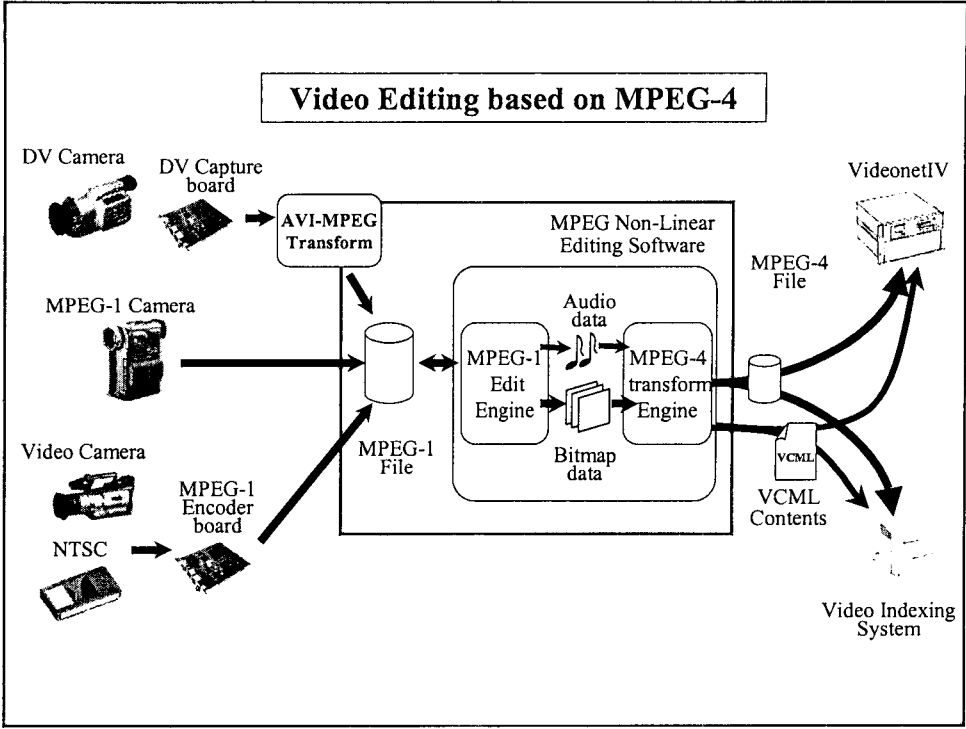 Video Editing based on MPEG-4
DV Camera
DV Capture
board
AVI-MPEG
Transform
MPEG-1 Camera
Video Camera
NTSC
MPEG-1
Encoder
board
MPEG-1
File
MPEG Non-Linear
Editing Software
MPEG-1
Edit
Engine
Audio
data
Bitmap
data
MPEG-4
transform
Engine
MPEG-4
File
VCML
VCML
Contents
VideonetIV
Video Indexing
System